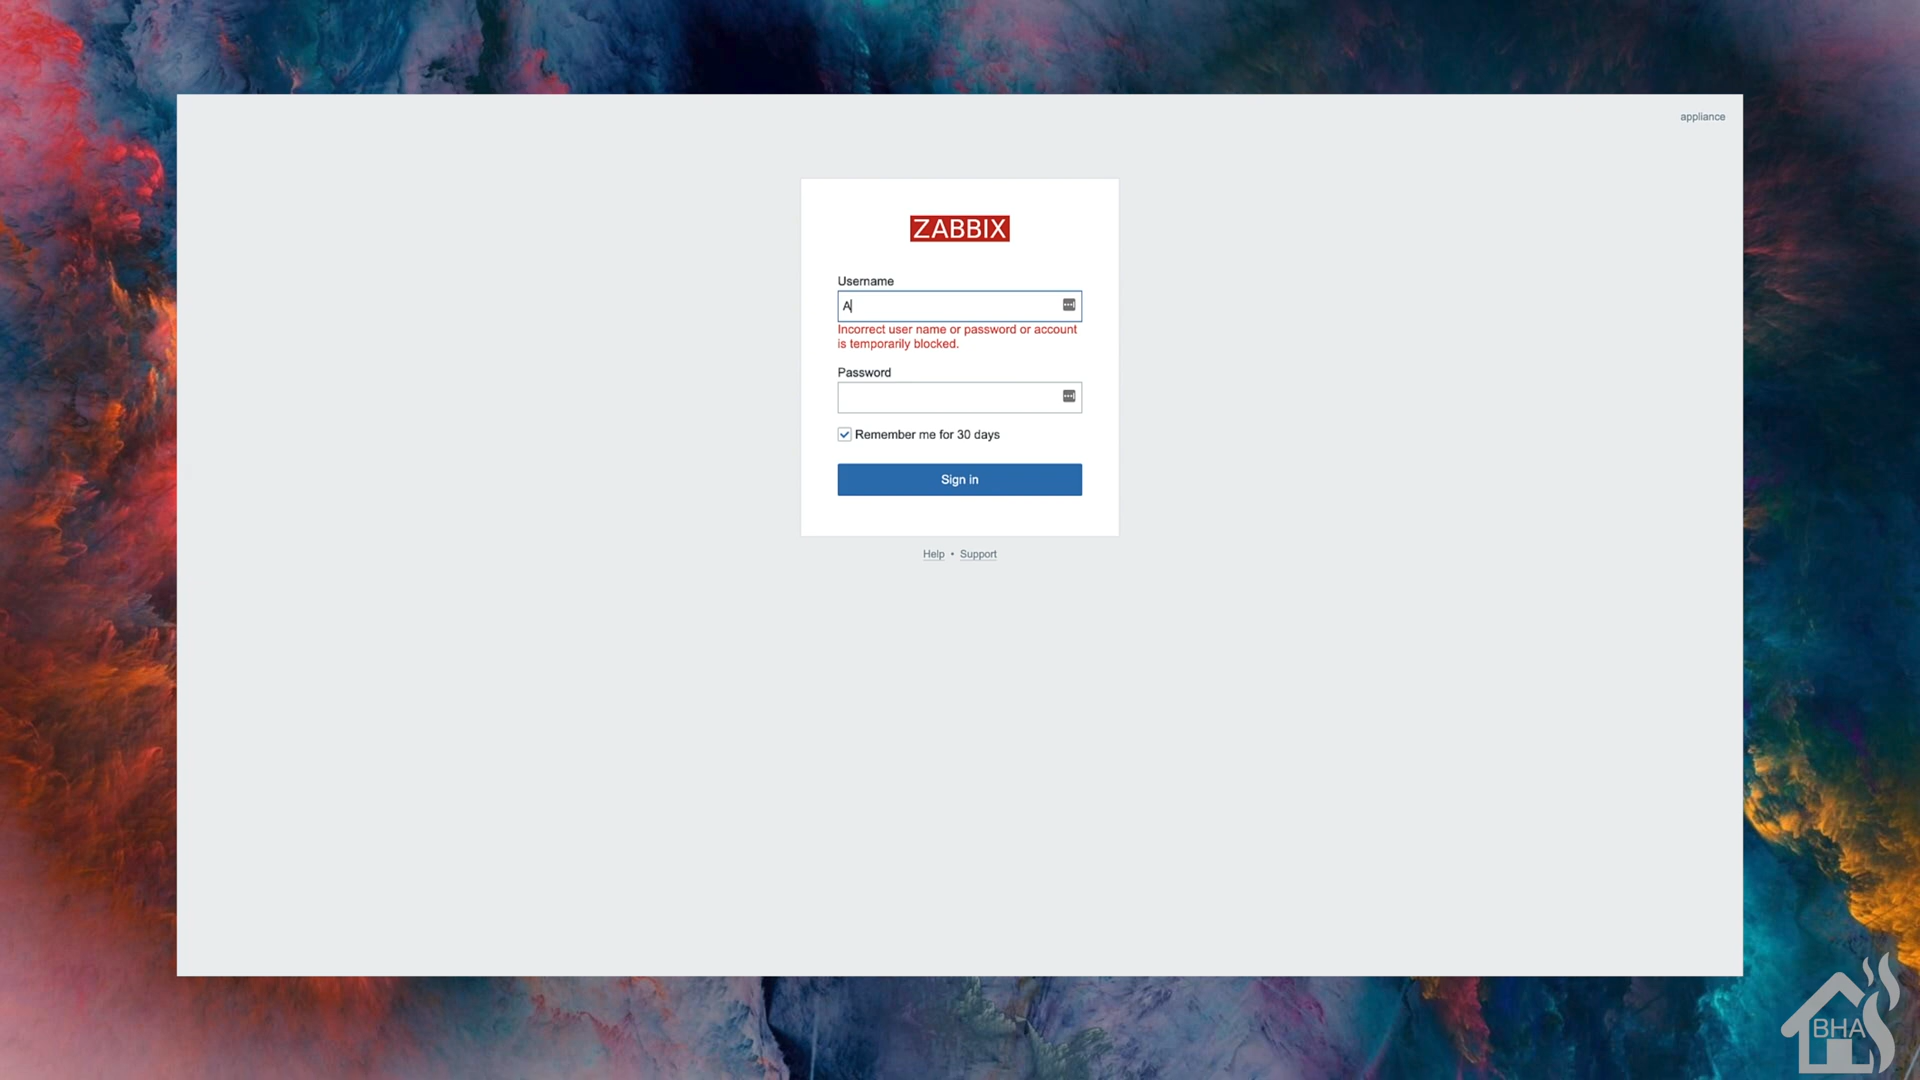 appliance
ZABBIX
Username
A
Incorrect user name or password or account
is temporarily blocked.
Password
Remember me for 30 days
Sign in
Help • Support
BHA